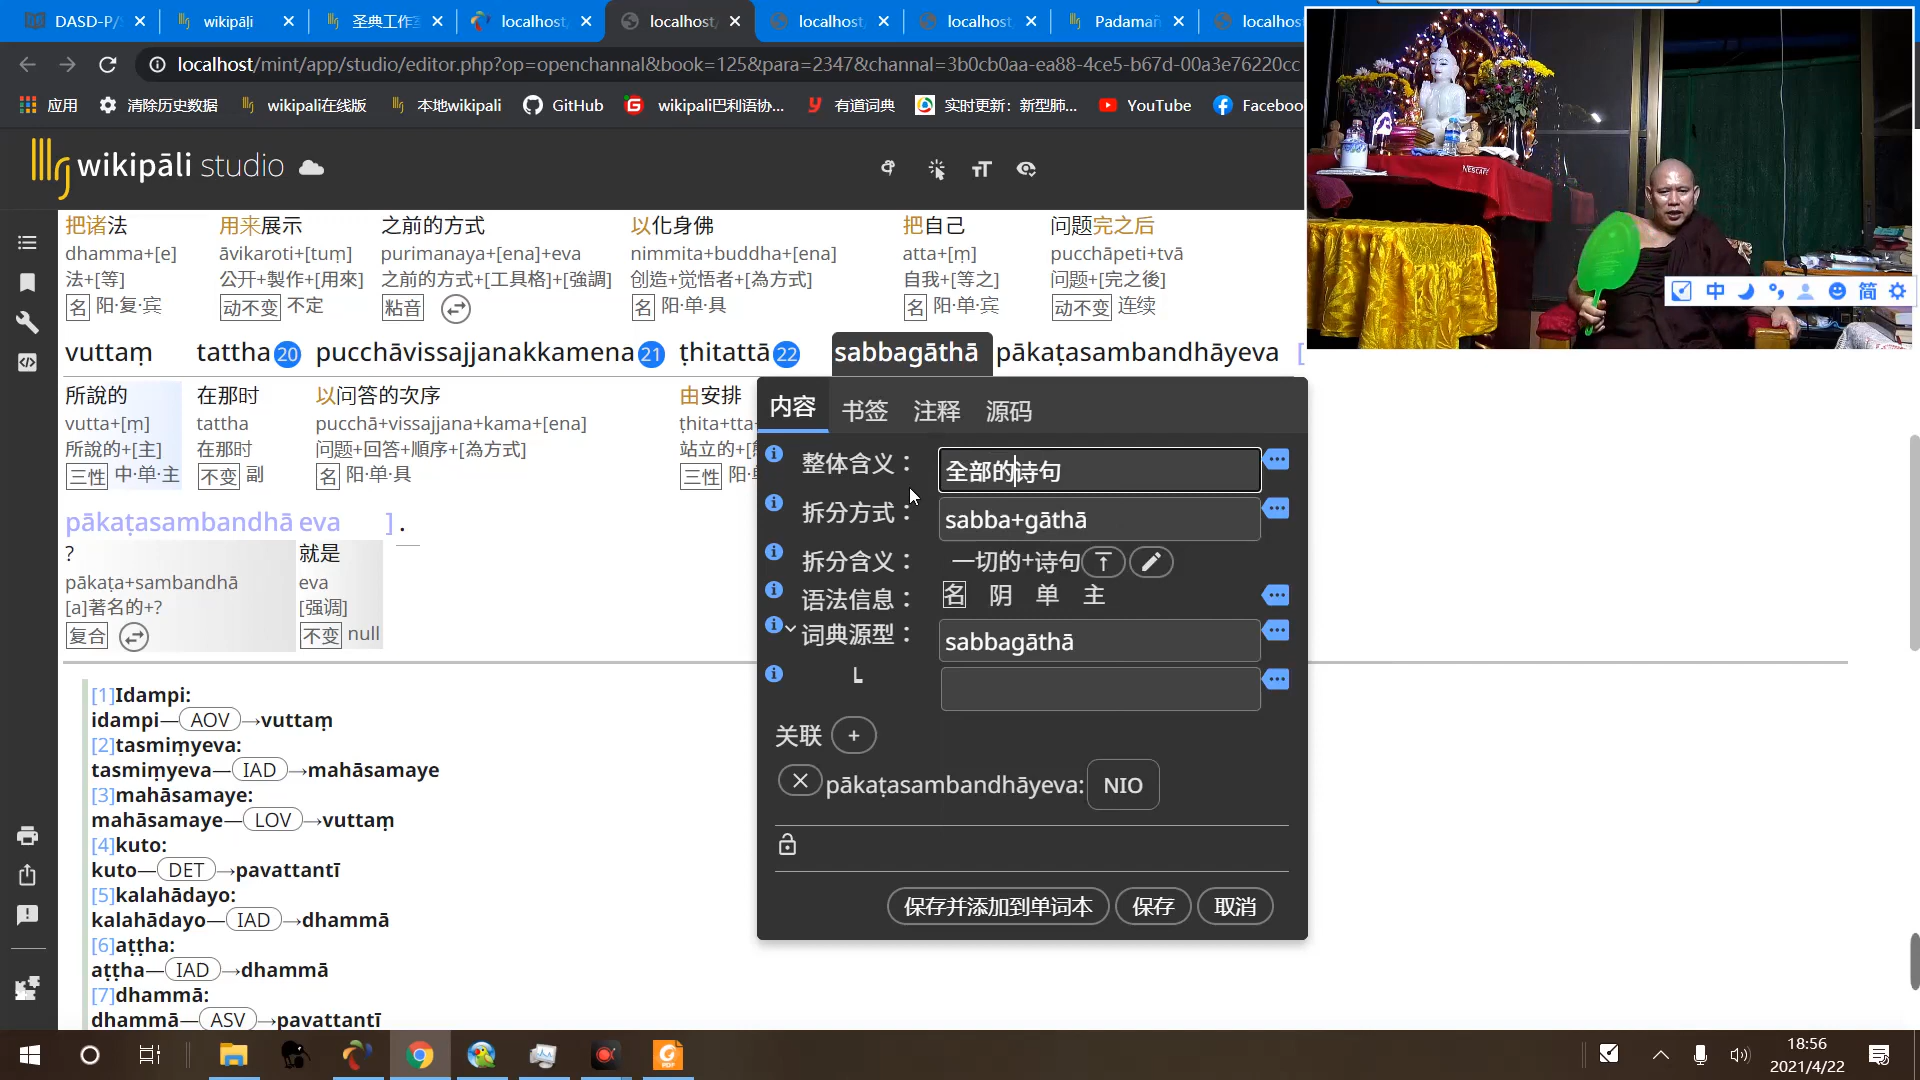 DASD-P/
wikipāli
圣典工作
localhost
localhost
localhost
localhost
Padamañ
localhos
localhost/mint/app/studio/editor.php?op=openchannal&book=125&para=2347&channal=3b0cb0aa-ea88-4ce5-b67d-00a3e76220cc
应用
清除历史数据
wikipali在线版
本地wikipali
GitHub
wikipali巴利语协...
有道词典
实时更新：新型肺...
YouTube
Faceboo
wikipāli studio
NESCAFÉ
中
简
把诸法 用来展示 之前的方式 以化身佛 把自己 问题完之后
dhamma+[e] āvikaroti+[tuṃ] purimanaya+[ena]+eva nimmita+buddha+[ena] atta+[ṃ] pucchāpeti+tvā
法+[等] 公开+製作+[用來] 之前的方式+[工具格]+[強調] 创造+觉悟者+[為方式] 自我+[等之] 问题+[完之後]
名 阳·复·宾 动不变 不定 粘音 名 阳·单·具 名 阳·单·宾 动不变 连续
vuttaṃ tattha 20 pucchāvissajjanakkamena 21 ṭhitattā 22 sabbagāthā pākaṭasambandhāyeva [
所說的 在那时 以问答的次序 由安排
vutta+[ṃ] tattha pucchā+vissajjana+kama+[ena] ṭhita+tta+
所說的+[主] 在那时 问题+回答+順序+[為方式] 站立的+[
三性 中·单·主 不变 副 名 阳·单·具 三性 阳·
pākaṭasambandhā eva ] .
? 就是
pākaṭa+sambandhā eva
[a]著名的+? [强调]
复合 不变 null
内容 书签 注释 源码
整体含义： 全部的诗句
拆分方式： sabba+gāthā
拆分含义： 一切的+诗句
语法信息： 名 阴 单 主
词典源型： sabbagāthā
┗
关联 +
pākaṭasambandhāyeva: NIO
保存并添加到单词本 保存 取消
[1]Idampi:
idampi—AOV→vuttaṃ
[2]tasmiṃyeva:
tasmiṃyeva—IAD→mahāsamaye
[3]mahāsamaye:
mahāsamaye—LOV→vuttaṃ
[4]kuto:
kuto—DET→pavattantī
[5]kalahādayo:
kalahādayo—IAD→dhammā
[6]aṭṭha:
aṭṭha—IAD→dhammā
[7]dhammā:
dhammā—ASV→pavattantī
18:56
2021/4/22